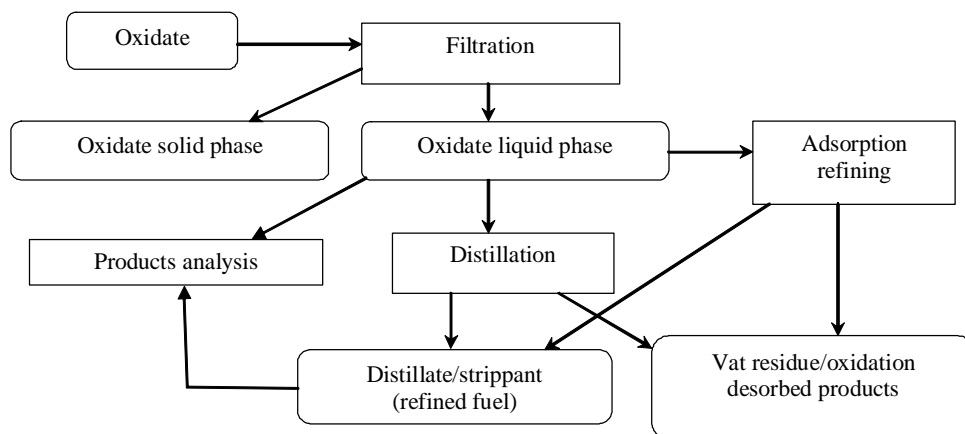 Oxidate
Filtration
Oxidate solid phase
Oxidate liquid phase
Adsorption
refining
Products analysis
Distillation
Distillate/strippant
(refined fuel)
Vat residue/oxidation
desorbed products